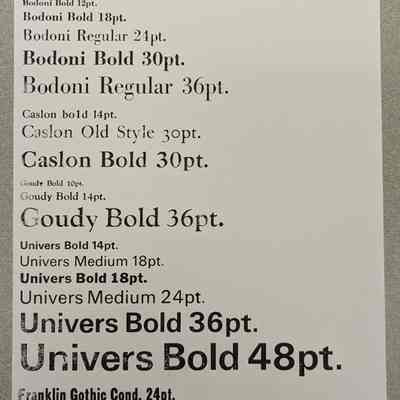 Bodoni Bold 12pt.
Bodoni Bold 18pt.
Bodoni Regular 24pt.
Bodoni Bold 30pt.
Bodoni Regular 36pt.
Caslon bo1d 14pt.
Caslon Old Style 30pt.
Caslon Bold 30pt.
Goudy Bold 10pt.
Goudy Bold 14pt.
Goudy Bold 36pt.
Univers Bold 14pt.
Univers Medium 18pt.
Univers Bold 18pt.
Univers Medium 24pt.
Univers Bold 36pt.
Univers Bold 48pt.
Franklin Gothic Cond. 24pt.